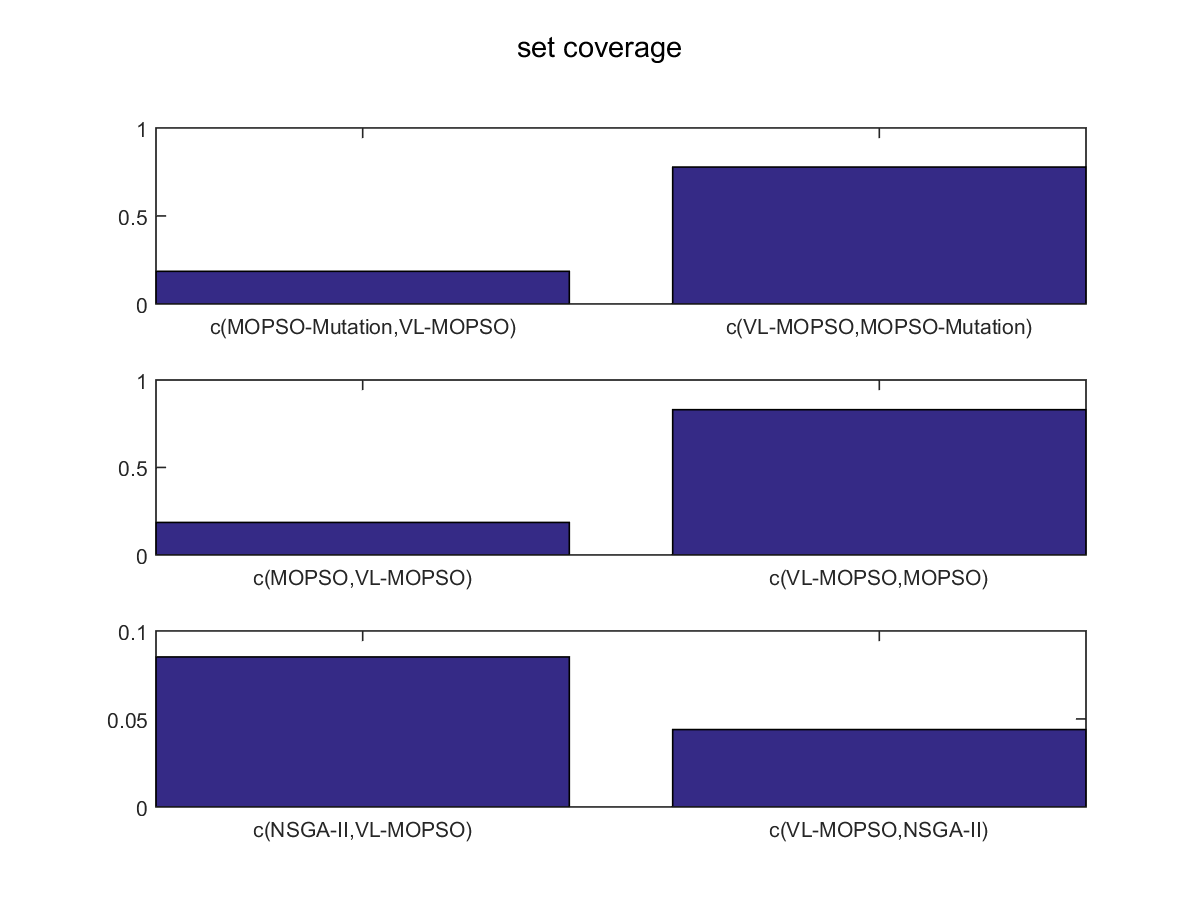 set coverage
1
0.5
0
c(MOPSO-Mutation,VL-MOPSO) c(VL-MOPSO,MOPSO-Mutation)
1
0.5
0
c(MOPSO,VL-MOPSO) c(VL-MOPSO,MOPSO)
0.1
0.05
0
c(NSGA-II,VL-MOPSO) c(VL-MOPSO,NSGA-II)